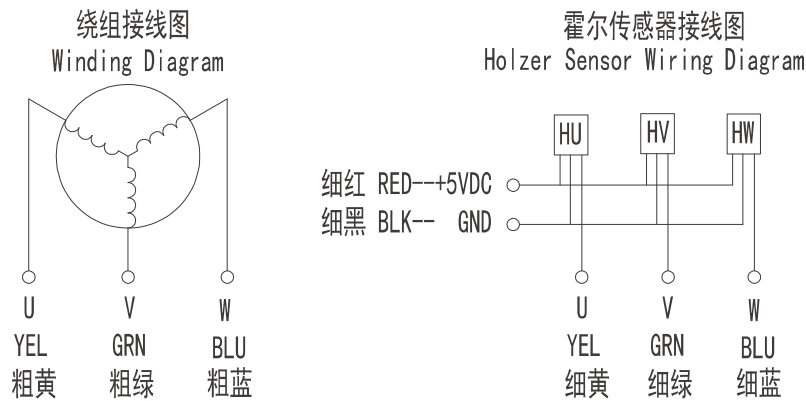 绕组接线图
Winding Diagram
U
V
W
YEL
GRN
BLU
粗黄
粗绿
粗蓝
霍尔传感器接线图
Holzer Sensor Wiring Diagram
HU
HV
HW
细红 RED--+5VDC
细黑 BLK-- GND
U
V
W
YEL
GRN
BLU
细黄
细绿
细蓝